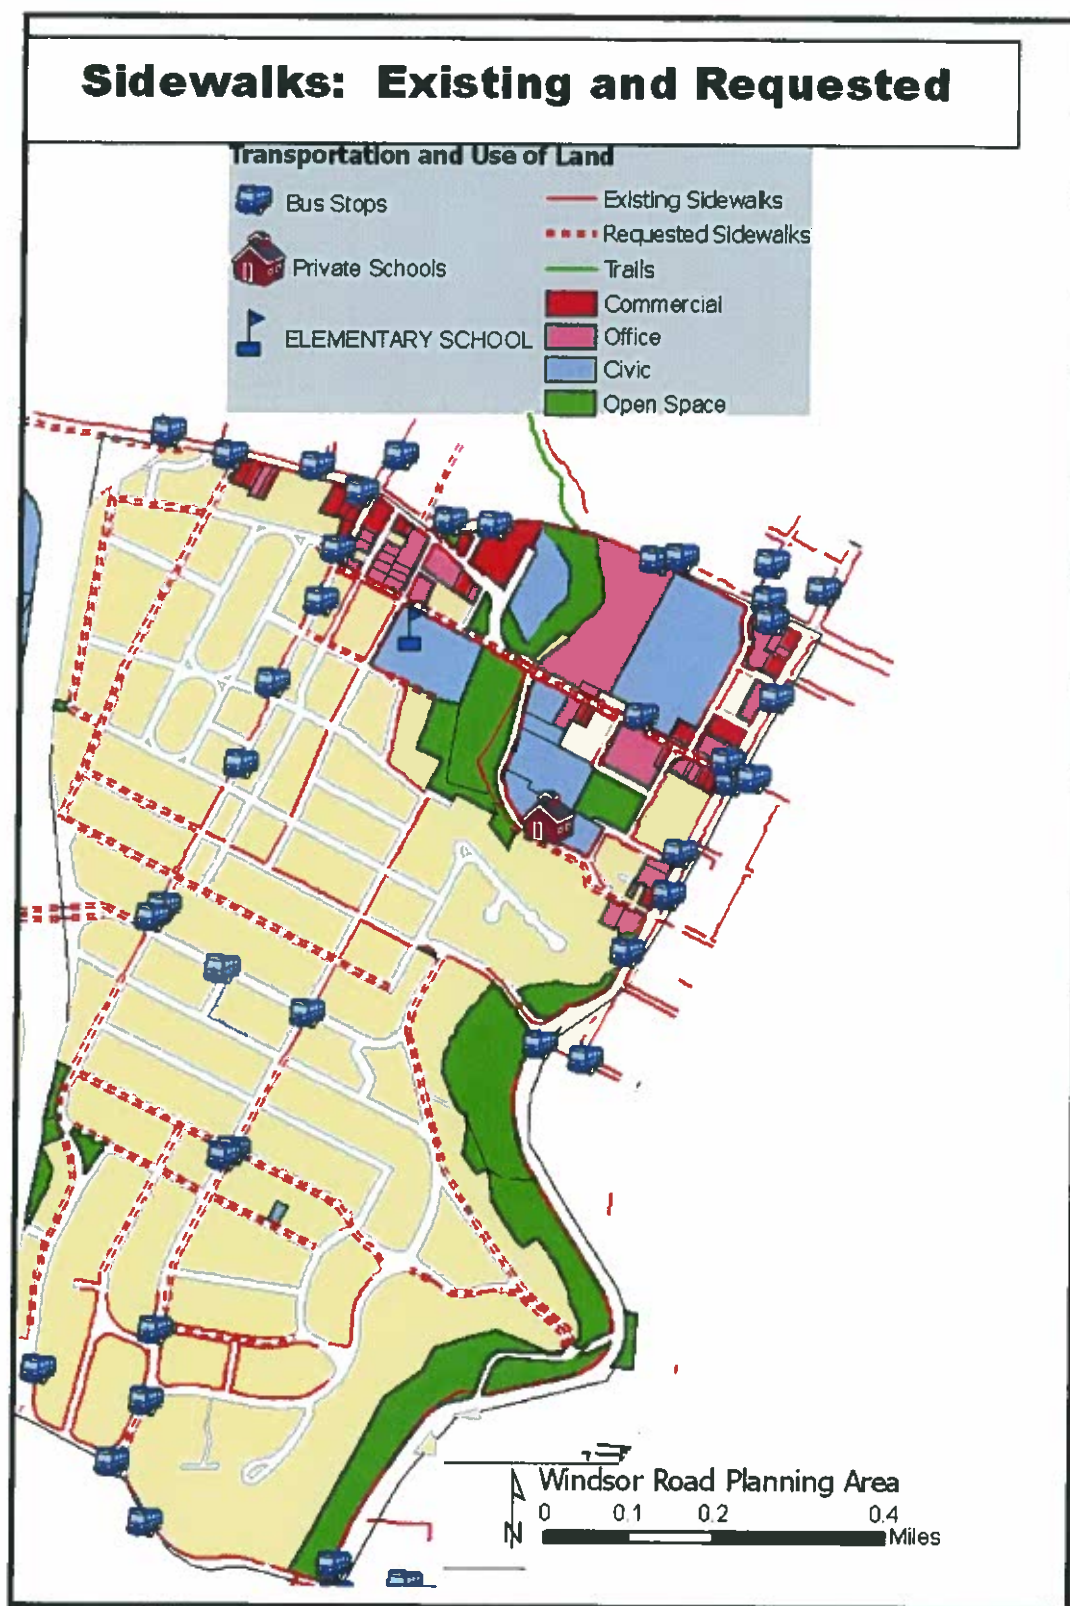 Sidewalks: Existing and Requested
Transportation and Use of Land
Bus Stops
Private Schools
ELEMENTARY SCHOOL
Existing Sidewalks
Requested Sidewalks
Trails
Commercial
Office
Civic
Open Space
Windsor Road Planning Area
0 0.1 0.2 0.4
Miles
N